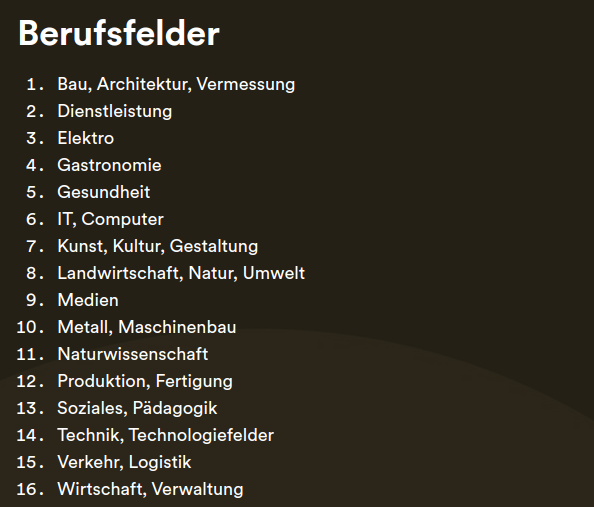 Berufsfelder
1. Bau, Architektur, Vermessung
2. Dienstleistung
3. Elektro
4. Gastronomie
5. Gesundheit
6. IT, Computer
7. Kunst, Kultur, Gestaltung
8. Landwirtschaft, Natur, Umwelt
9. Medien
10. Metall, Maschinenbau
11. Naturwissenschaft
12. Produktion, Fertigung
13. Soziales, Pädagogik
14. Technik, Technologiefelder
15. Verkehr, Logistik
16. Wirtschaft, Verwaltung